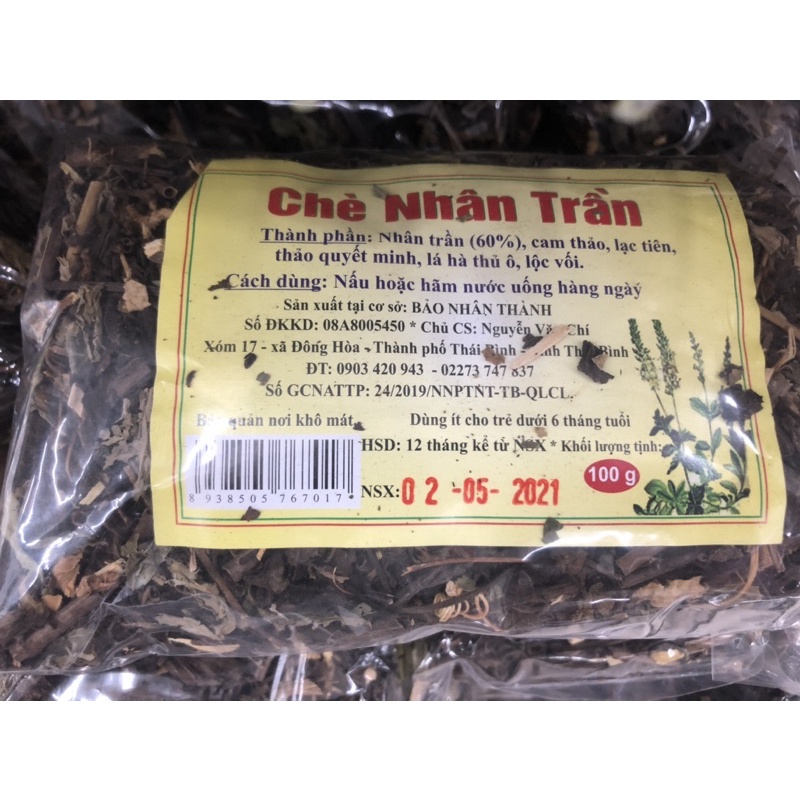 Chè Nhân Trần
Thành phần: Nhân trần (60%), cam thảo, lạc tiên,
thảo quyết minh, lá hà thủ ô, lộc vối.
Cách dùng: Nấu hoặc hãm nước uống hàng ngày
Sản xuất tại cơ sở: BẢO NHÂN THÀNH
Số ĐKKD: 08A8005450 * Chủ CS: Nguyễn Chí
Xóm 17 - xã Đông Hòa - Thành phố Thái Bình
ĐT: 0903 420 943 - 02273 747 837
Số GCNATTP: 24/2019/NNPTNT-TB-QLCL.
quản nơi khô mát. Dùng ít cho trẻ dưới 6 tháng tuổi
HSD: 12 tháng kể từ NSX * Khối lượng tịnh:
100 g
NSX: 02-05-2021
8938505767017